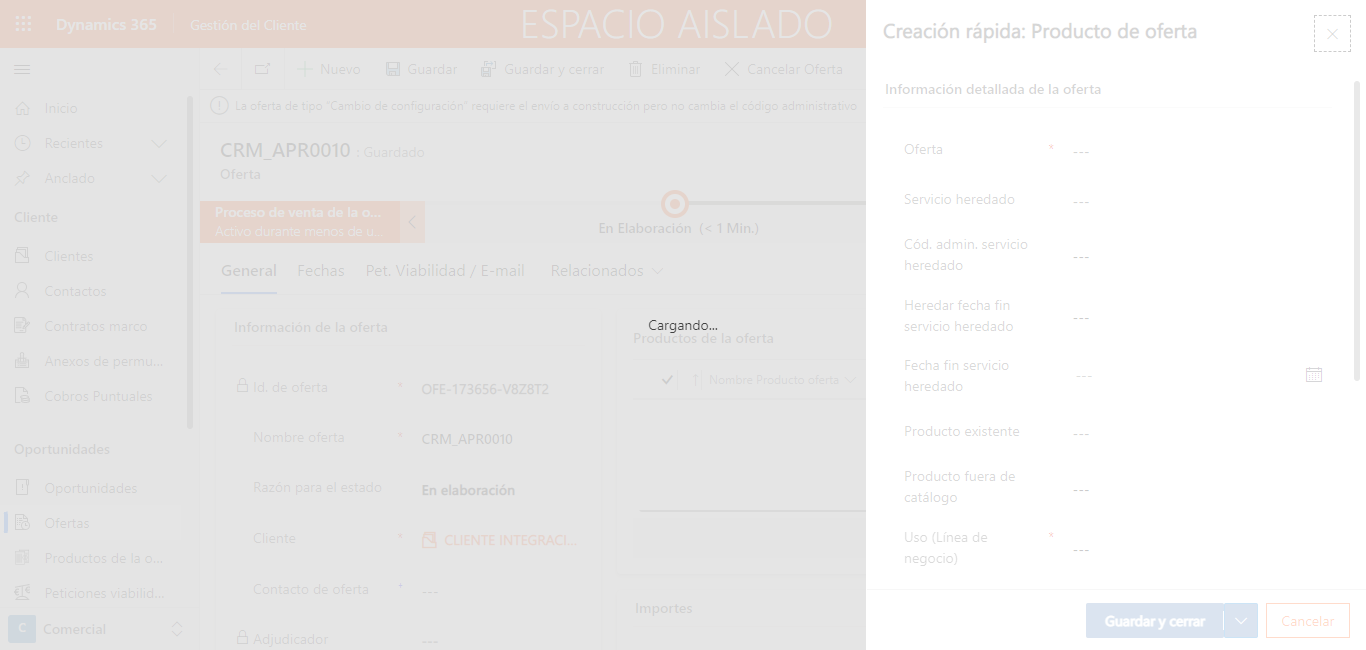 Dynamics 365
Gestión del Cliente
ESPACIO AISLADO
Nuevo
Guardar
Guardar y cerrar
Eliminar
Cancelar Oferta
La oferta de tipo "Cambio de configuración" requiere el envío a construcción pero no cambia el código administrativo
Inicio
Recientes
Anclado
Cliente
Clientes
Contactos
Contratos marco
Anexos de permu...
Cobros Puntuales
Oportunidades
Oportunidades
Ofertas
Productos de la o...
Peticiones viabilid...
C
Comercial
CRM_APR0010 : Guardado
Oferta
Proceso de venta de la o...
Activo durante menos de u...
En Elaboración (< 1 Min.)
General
Fechas
Pet. Viabilidad / E-mail
Relacionados
Información de la oferta
Id. de oferta
*
OFE-173656-V8Z8T2
Nombre oferta
*
CRM_APR0010
Razón para el estado
En elaboración
Cliente
*
CLIENTE INTEGRACI...
Contacto de oferta
*
---
Adjudicador
---
Cargando...
Productos de la oferta
Nombre Producto oferta
Importes
Creación rápida: Producto de oferta
Información detallada de la oferta
Oferta
*
---
Servicio heredado
---
Cód. admin. servicio
heredado
---
Heredar fecha fin
servicio heredado
---
Fecha fin servicio
heredado
---
Producto existente
---
Producto fuera de
catálogo
---
Uso (Línea de
negocio)
*
---
Guardar y cerrar
Cancelar